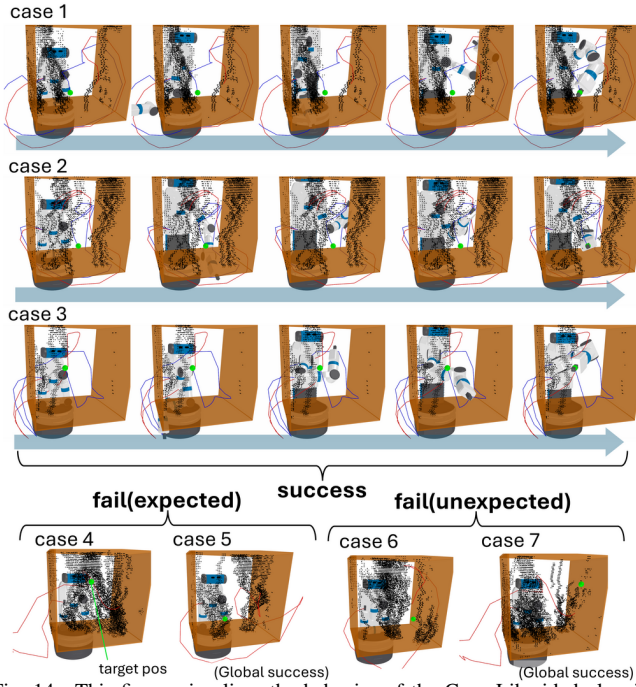 case 1
case 2
case 3
success
fail(expected)
fail(unexpected)
case 4
case 5
case 6
case 7
target pos
(Global success)
(Global success)